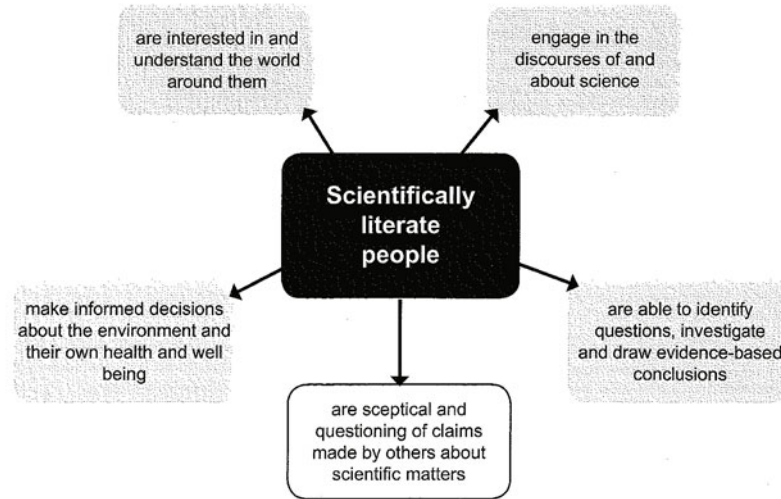 are interested in and
understand the world
around them
engage in the
discourses of and
about science
Scientifically
literate
people
make informed decisions
about the environment and
their own health and well
being
are able to identify
questions, investigate
and draw evidence-based
conclusions
are sceptical and
questioning of claims
made by others about
scientific matters